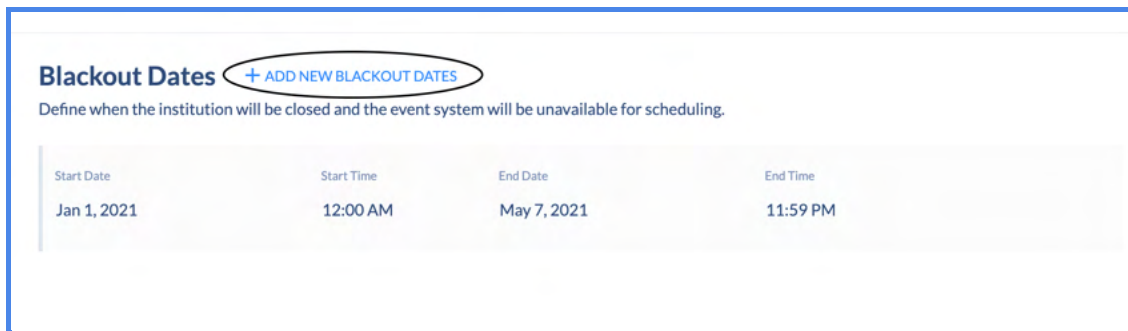 Blackout Dates + ADD NEW BLACKOUT DATES
Define when the institution will be closed and the event system will be unavailable for scheduling.
Start Date Start Time End Date End Time
Jan 1, 2021 12:00 AM May 7, 2021 11:59 PM